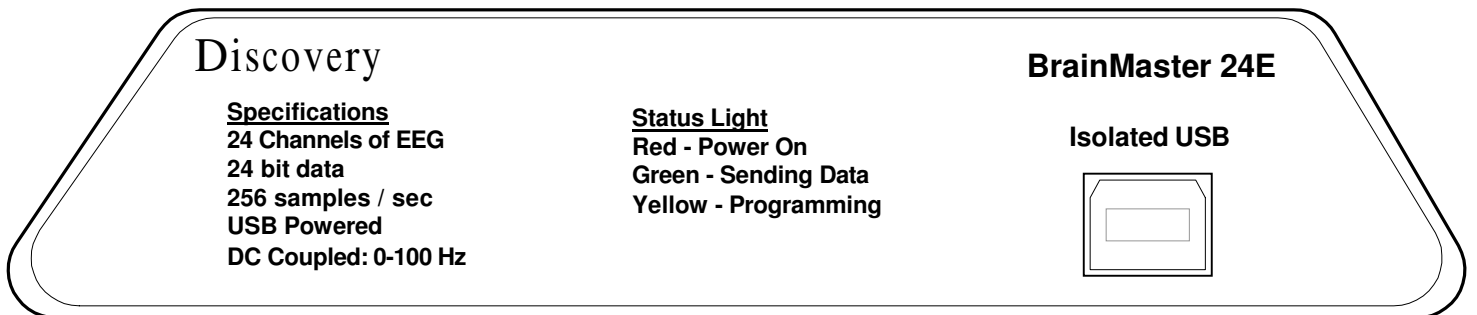 Discovery
BrainMaster 24E
Specifications
24 Channels of EEG
24 bit data
256 samples / sec
USB Powered
DC Coupled: 0-100 Hz
Status Light
Red - Power On
Green - Sending Data
Yellow - Programming
Isolated USB